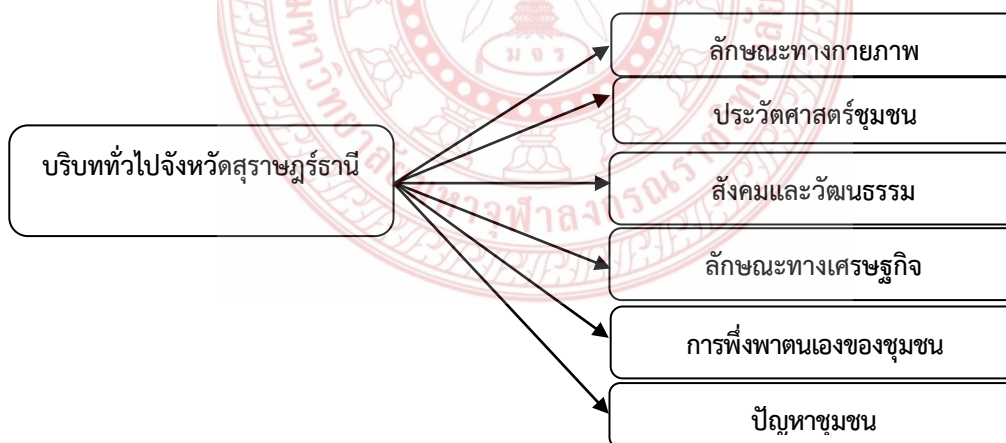 ลักษณะทางกายภาพ
ประวัตศาสตร์ชุมชน
บริบททั่วไปจังหวัดสุราษฎร์ธานี
สังคมและวัฒนธรรม
ลักษณะทางเศรษฐกิจ
การพึ่งพาตนเองของชุมชน
ปัญหาชุมชน
ม จ ร